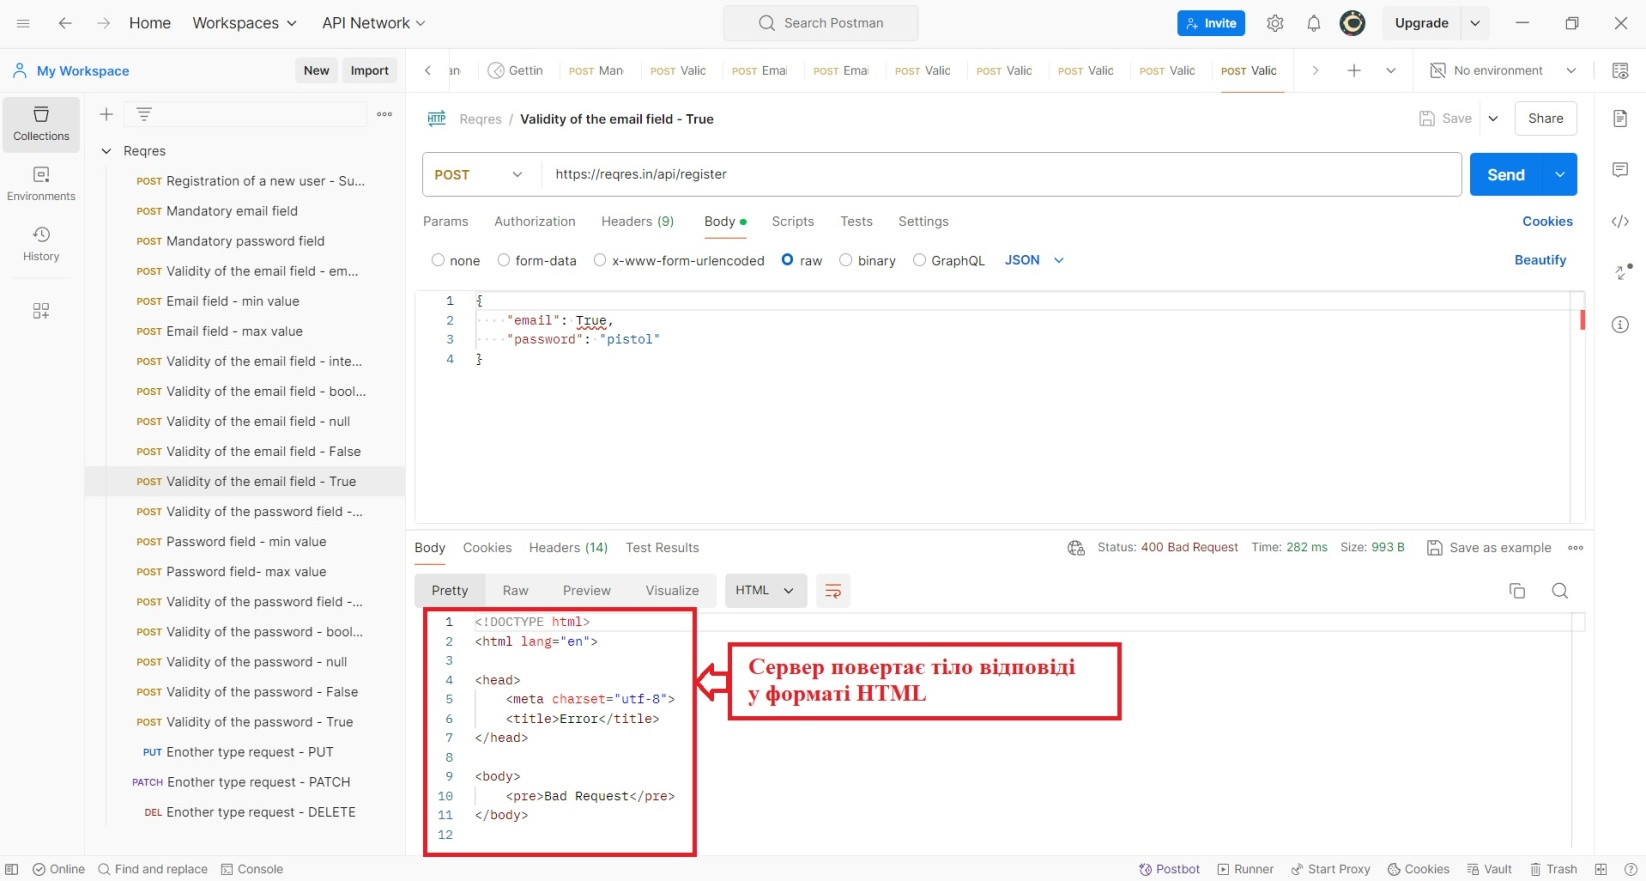 Home
Workspaces
API Network
Search Postman
Invite
Upgrade
My Workspace
New
Import
Gettin
POST Man
POST Valic
POST Emai
POST Emai
POST Valic
POST Valic
POST Valic
POST Valic
POST Valic
No environment
Collections
Environments
History
Reqres
POST Registration of a new user - Su...
POST Mandatory email field
POST Mandatory password field
POST Validity of the email field - em...
POST Email field - min value
POST Email field - max value
POST Validity of the email field - inte...
POST Validity of the email field - bool...
POST Validity of the email field - null
POST Validity of the email field - False
POST Validity of the email field - True
POST Validity of the password field -...
POST Password field - min value
POST Password field- max value
POST Validity of the password field -...
POST Validity of the password - bool...
POST Validity of the password - null
POST Validity of the password - False
POST Validity of the password - True
PUT Enother type request - PUT
PATCH Enother type request - PATCH
DEL Enother type request - DELETE
HTTP Reqres / Validity of the email field - True
Save
Share
POST https://reqres.in/api/register
Send
Params Authorization Headers (9) Body Scripts Tests Settings
Cookies
none form-data x-www-form-urlencoded raw binary GraphQL JSON
Beautify
1 {
2 "email": True,
3 "password": "pistol"
4 }
Body Cookies Headers (14) Test Results
Status: 400 Bad Request Time: 282 ms Size: 993 B
Save as example
Pretty Raw Preview Visualize HTML
1 <!DOCTYPE html>
2 <html lang="en">
3
4 <head>
5 <meta charset="utf-8">
6 <title>Error</title>
7 </head>
8
9 <body>
10 <pre>Bad Request</pre>
11 </body>
12
Сервер повертає тіло відповіді
у форматі HTML
Online Find and replace Console
Postbot Runner Start Proxy Cookies Vault Trash